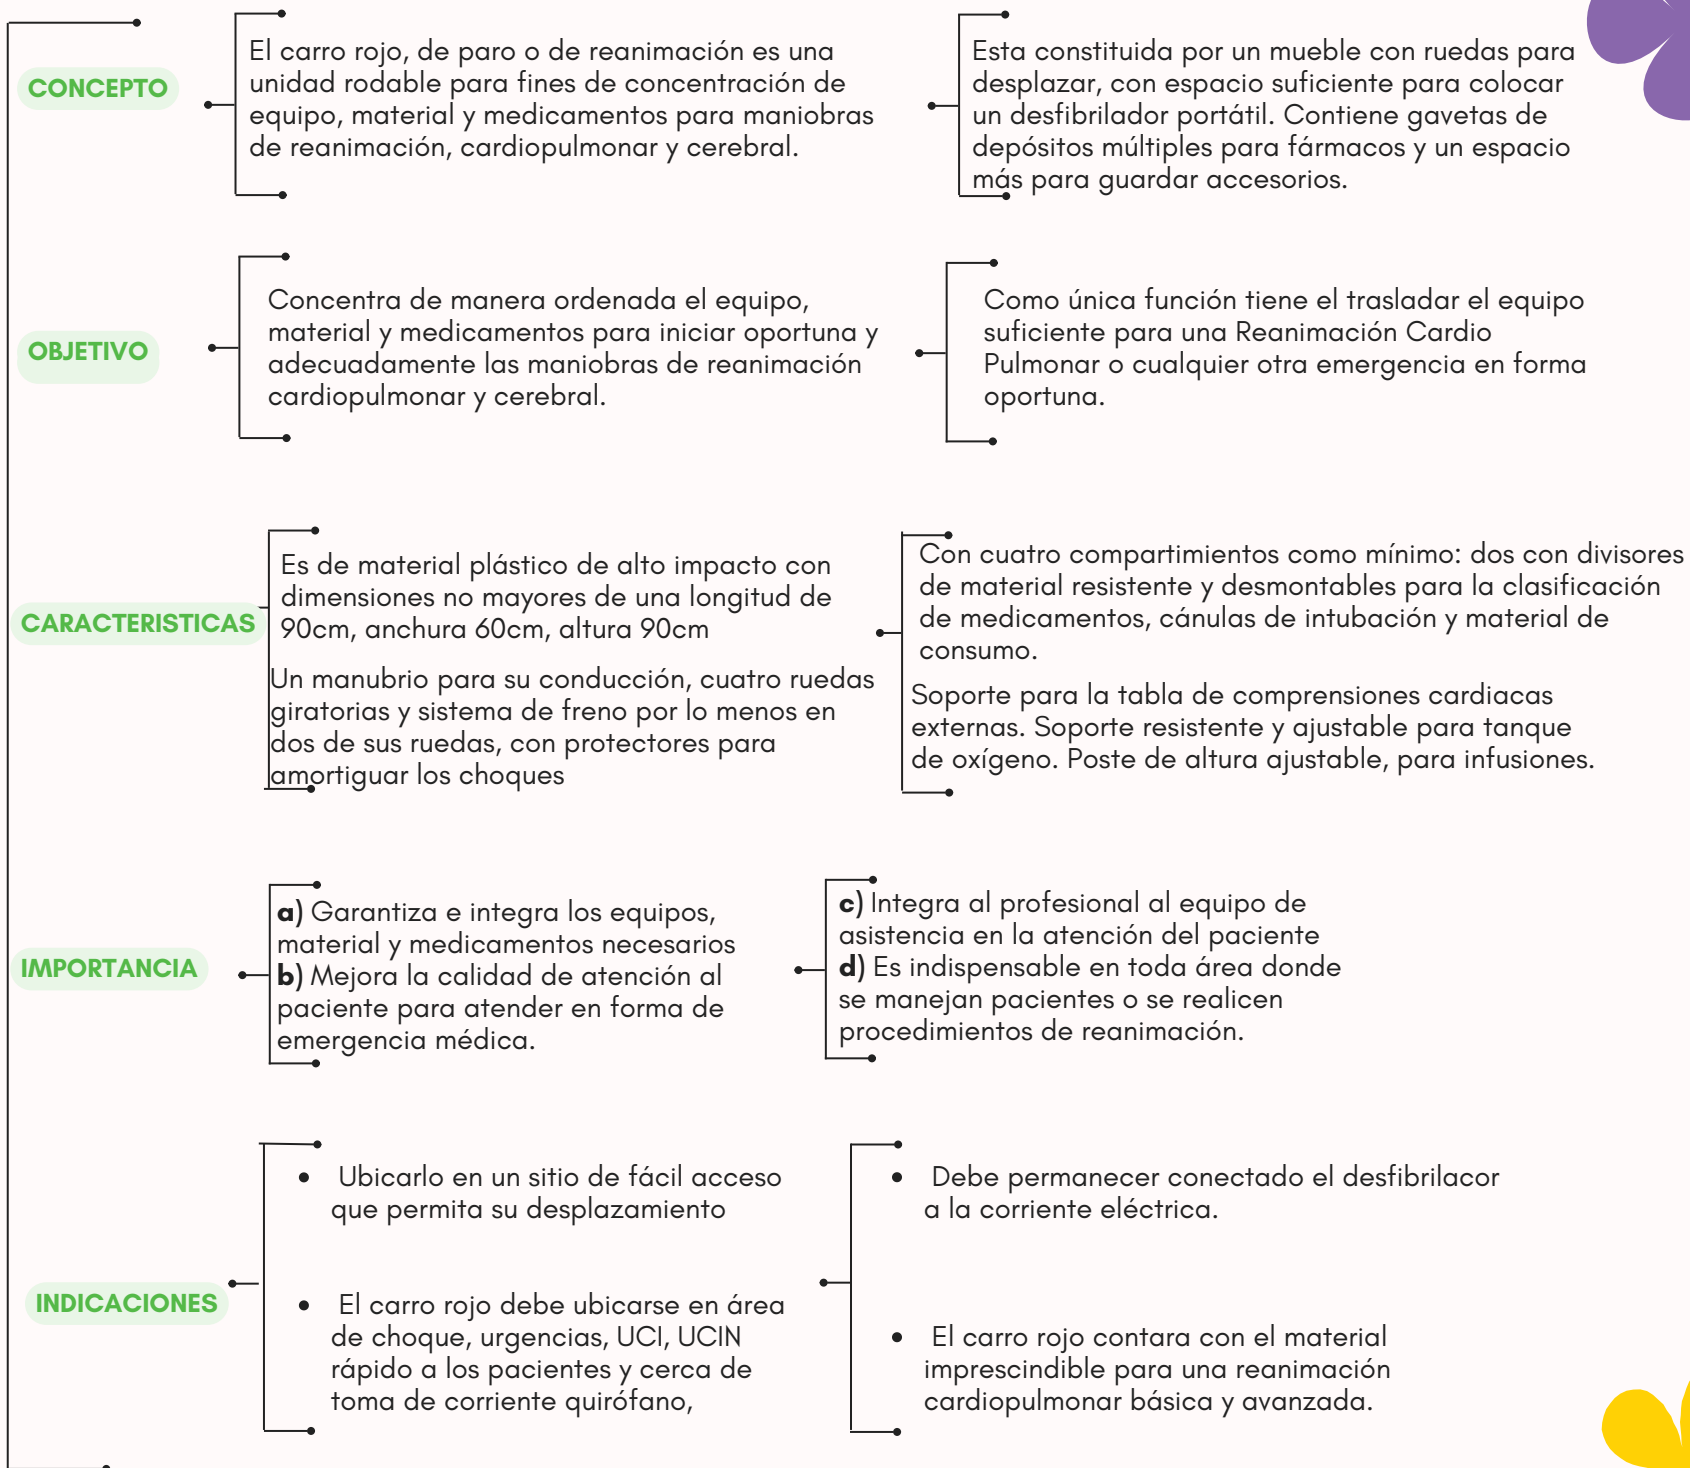 CONCEPTO
El carro rojo, de paro o de reanimación es una
unidad rodable para fines de concentración de
equipo, material y medicamentos para maniobras
de reanimación, cardiopulmonar y cerebral.
Esta constituida por un mueble con ruedas para
desplazar, con espacio suficiente para colocar
un desfibrilador portátil. Contiene gavetas de
depósitos múltiples para fármacos y un espacio
más para guardar accesorios.
OBJETIVO
Concentra de manera ordenada el equipo,
material y medicamentos para iniciar oportuna y
adecuadamente las maniobras de reanimación
cardiopulmonar y cerebral.
Como única función tiene el trasladar el equipo
suficiente para una Reanimación Cardio
Pulmonar o cualquier otra emergencia en forma
oportuna.
CARACTERISTICAS
Es de material plástico de alto impacto con
dimensiones no mayores de una longitud de
90cm, anchura 60cm, altura 90cm
Un manubrio para su conducción, cuatro ruedas
giratorias y sistema de freno por lo menos en
dos de sus ruedas, con protectores para
amortiguar los choques
Con cuatro compartimientos como mínimo: dos con divisores
de material resistente y desmontables para la clasificación
de medicamentos, cánulas de intubación y material de
consumo.
Soporte para la tabla de comprensiones cardiacas
externas. Soporte resistente y ajustable para tanque
de oxígeno. Poste de altura ajustable, para infusiones.
IMPORTANCIA
a) Garantiza e integra los equipos,
material y medicamentos necesarios
b) Mejora la calidad de atención al
paciente para atender en forma de
emergencia médica.
c) Integra al profesional al equipo de
asistencia en la atención del paciente
d) Es indispensable en toda área donde
se manejan pacientes o se realicen
procedimientos de reanimación.
INDICACIONES
• Ubicarlo en un sitio de fácil acceso
que permita su desplazamiento
• El carro rojo debe ubicarse en área
de choque, urgencias, UCI, UCIN
rápido a los pacientes y cerca de
toma de corriente quirófano,
• Debe permanecer conectado el desfibrilacor
a la corriente eléctrica.
• El carro rojo contara con el material
imprescindible para una reanimación
cardiopulmonar básica y avanzada.